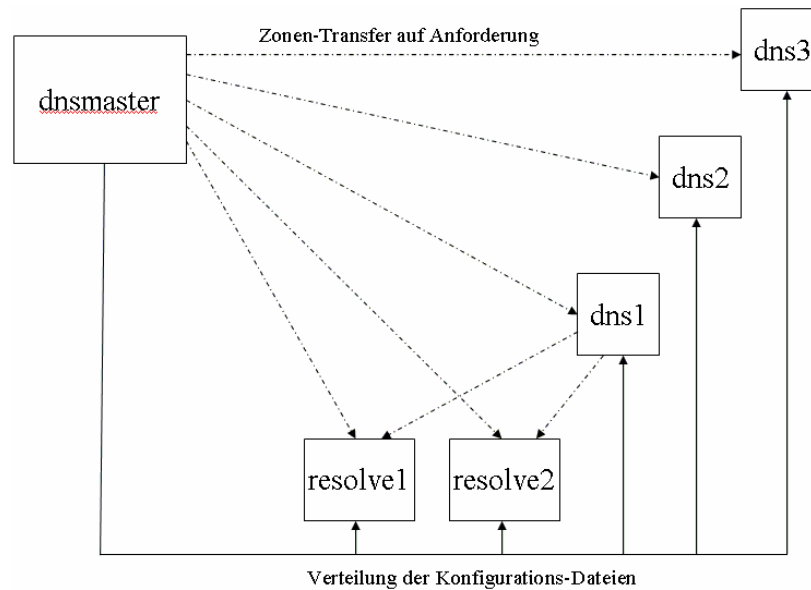 Zonen-Transfer auf Anforderung
dns3
dnsmaster
dns2
dns1
resolve1
resolve2
Verteilung der Konfigurations-Dateien